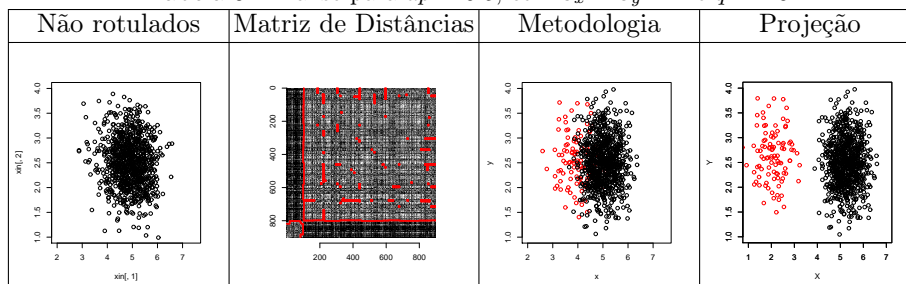 Não rotulados Matriz de Distâncias Metodologia Projeção
4.0
3.5
3.0
2.5
2.0
1.5
1.0
xin[, 2]
2 3 4 5 6 7
xin[, 1]
0
200
400
600
800
200 400 600 800
4.0
3.5
3.0
2.5
2.0
1.5
1.0
y
2 3 4 5 6 7
x
4.0
3.5
3.0
2.5
2.0
1.5
1.0
Y
1 2 3 4 5 6 7
X